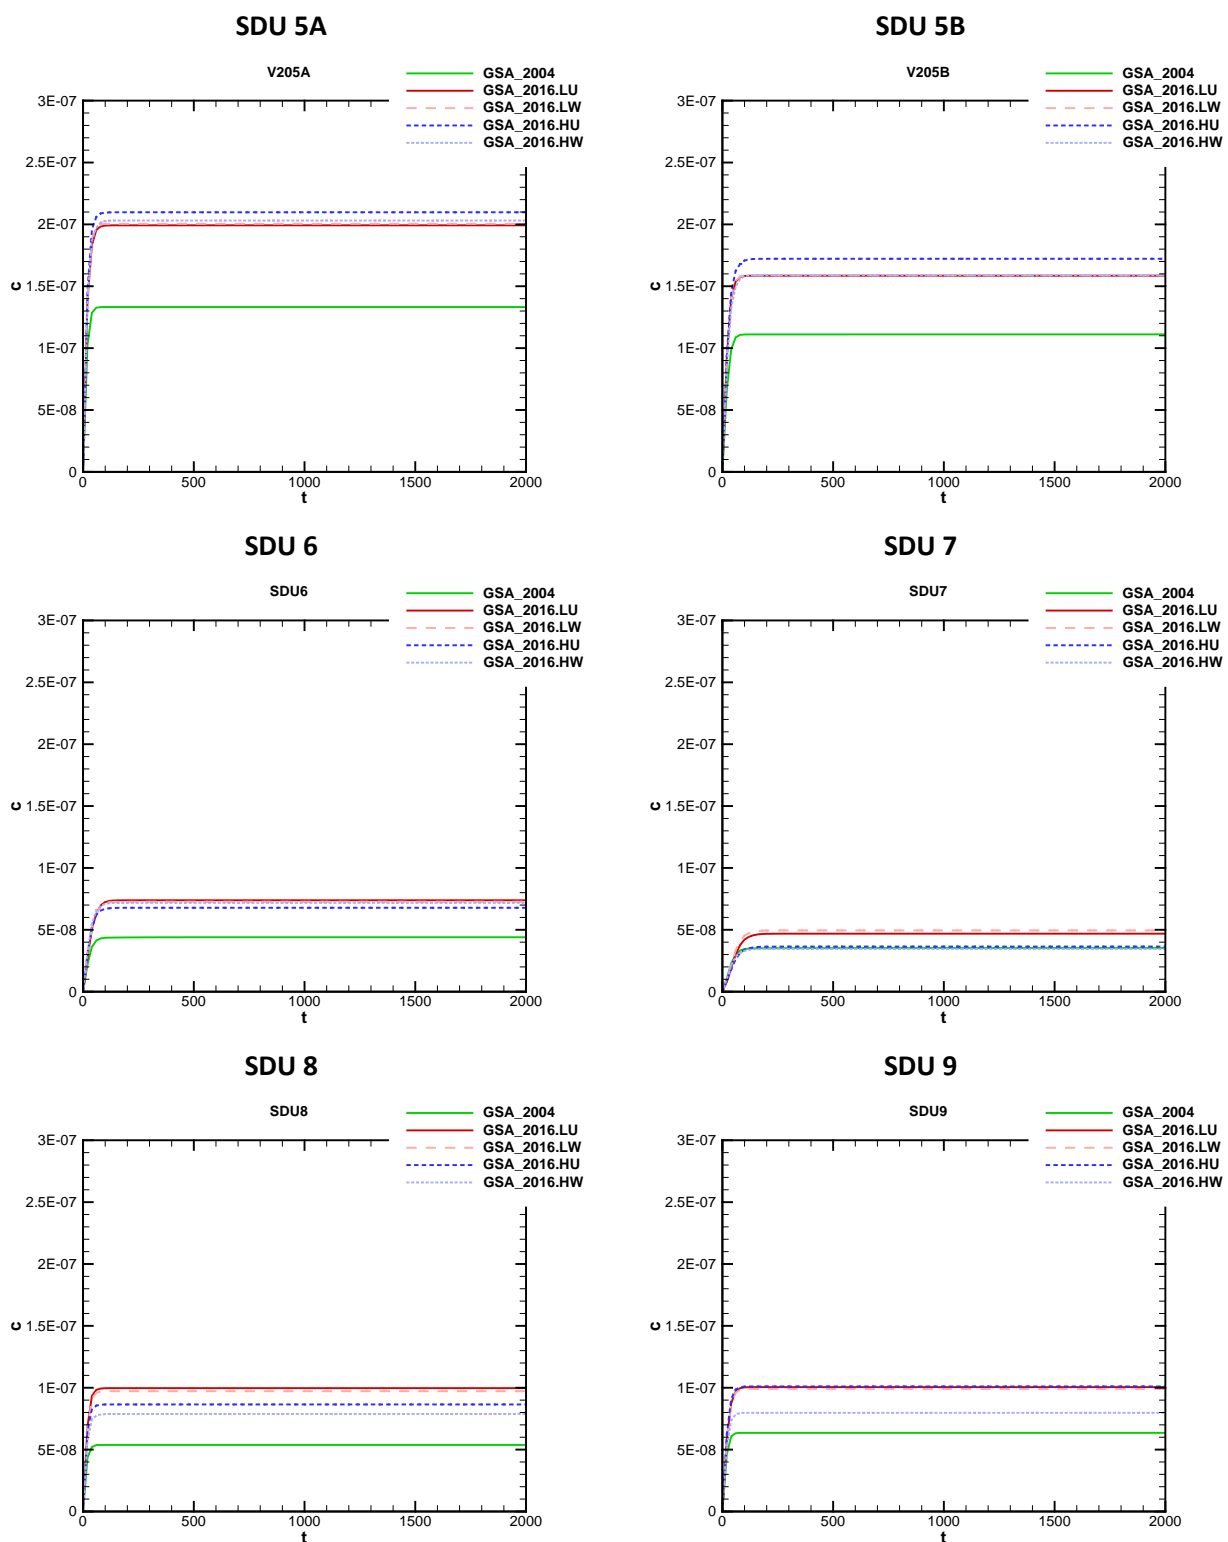 SDU 5A
V205A
GSA_2004
GSA_2016.LU
GSA_2016.LW
GSA_2016.HU
GSA_2016.HW
3E-07
2.5E-07
2E-07
1.5E-07
1E-07
5E-08
0
c
0 500 1000 1500 2000
t
SDU 5B
V205B
GSA_2004
GSA_2016.LU
GSA_2016.LW
GSA_2016.HU
GSA_2016.HW
3E-07
2.5E-07
2E-07
1.5E-07
1E-07
5E-08
0
c
0 500 1000 1500 2000
t
SDU 6
SDU6
GSA_2004
GSA_2016.LU
GSA_2016.LW
GSA_2016.HU
GSA_2016.HW
3E-07
2.5E-07
2E-07
1.5E-07
1E-07
5E-08
0
c
0 500 1000 1500 2000
t
SDU 7
SDU7
GSA_2004
GSA_2016.LU
GSA_2016.LW
GSA_2016.HU
GSA_2016.HW
3E-07
2.5E-07
2E-07
1.5E-07
1E-07
5E-08
0
c
0 500 1000 1500 2000
t
SDU 8
SDU8
GSA_2004
GSA_2016.LU
GSA_2016.LW
GSA_2016.HU
GSA_2016.HW
3E-07
2.5E-07
2E-07
1.5E-07
1E-07
5E-08
0
c
0 500 1000 1500 2000
t
SDU 9
SDU9
GSA_2004
GSA_2016.LU
GSA_2016.LW
GSA_2016.HU
GSA_2016.HW
3E-07
2.5E-07
2E-07
1.5E-07
1E-07
5E-08
0
c
0 500 1000 1500 2000
t